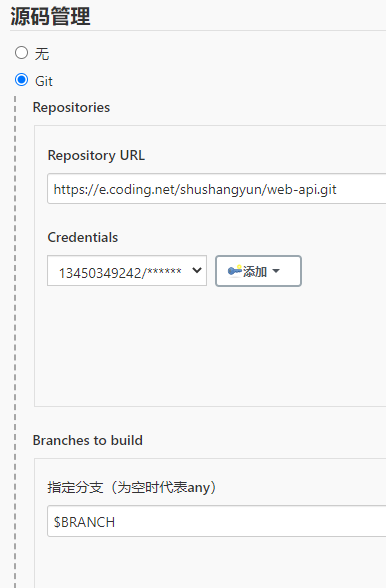 源码管理
无
Git
Repositories
Repository URL
https://e.coding.net/shushangyun/web-api.git
Credentials
13450349242/****** 添加
Branches to build
指定分支（为空时代表any）
$BRANCH